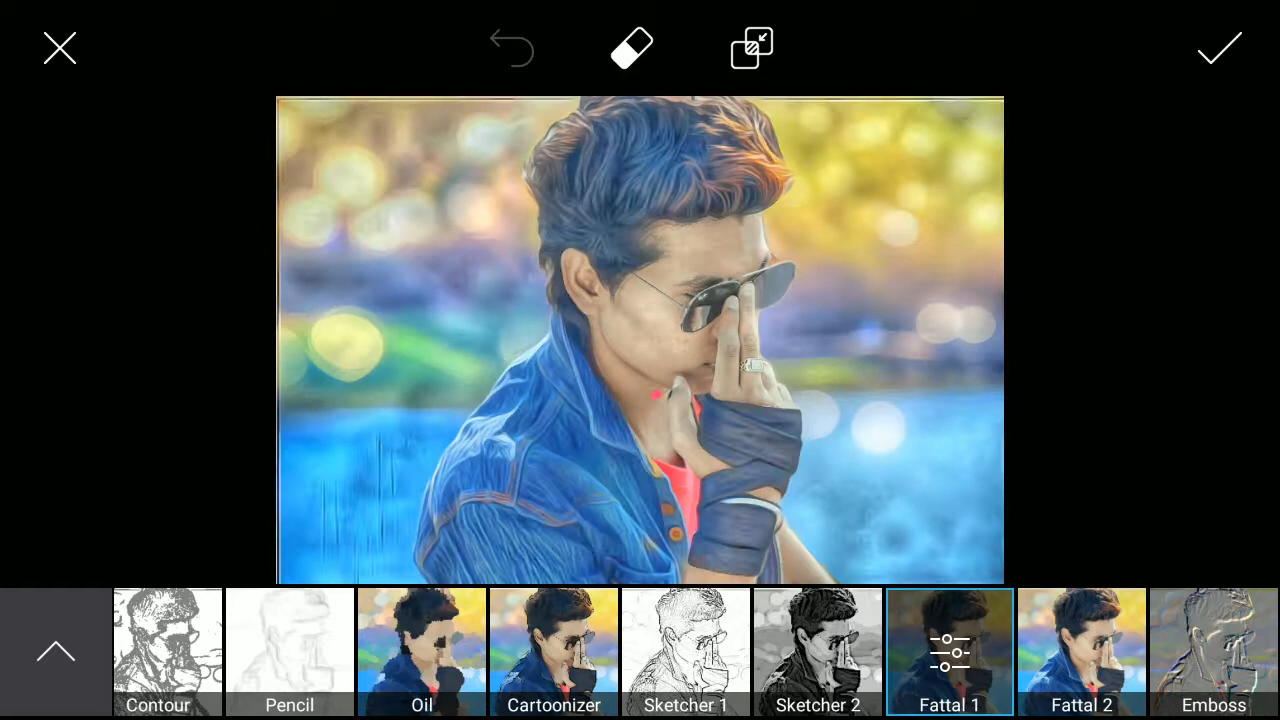 Contour
Pencil
Oil
Cartoonizer
Sketcher 1
Sketcher 2
Fattal 1
Fattal 2
Emboss